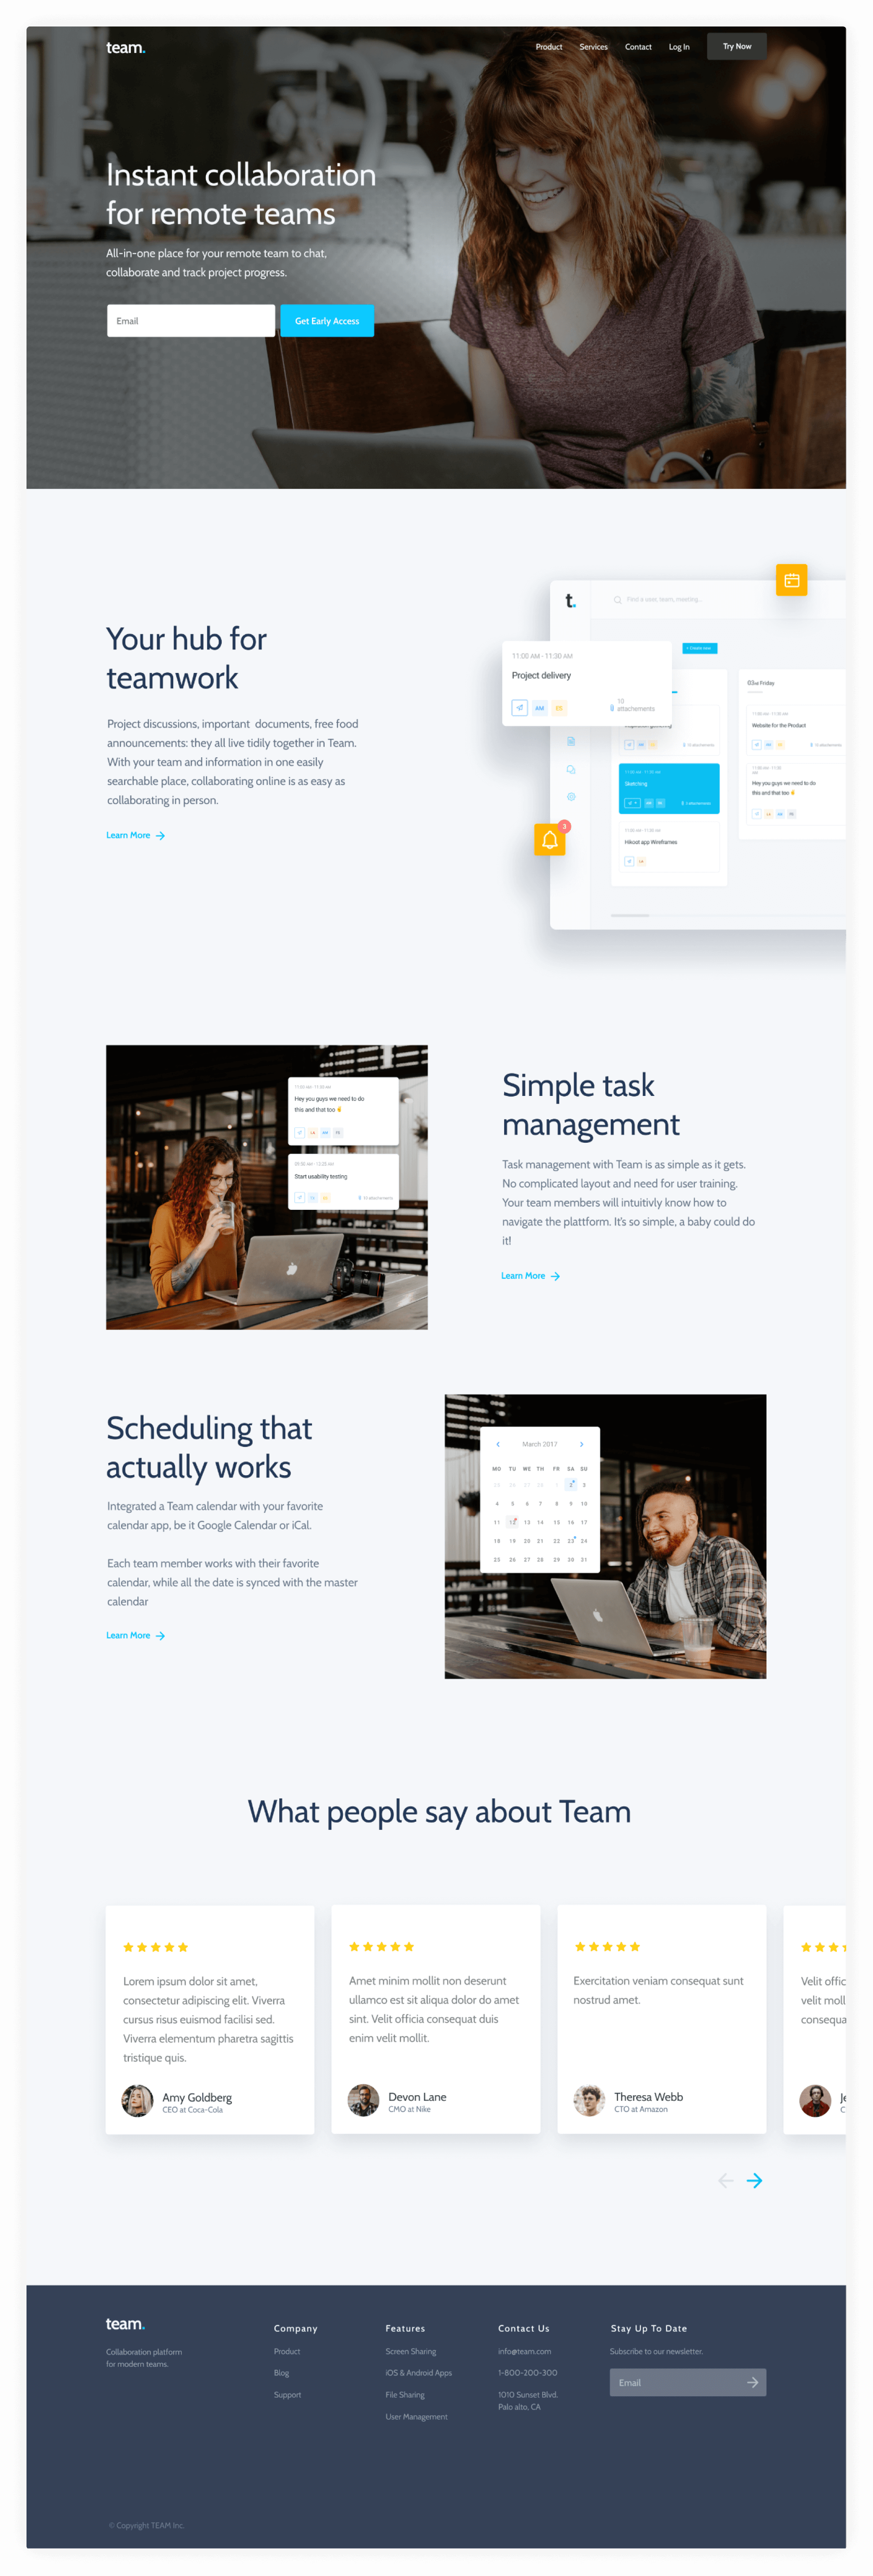 team.
Product
Services
Contact
Log In
Try Now
Instant collaboration
for remote teams
All-in-one place for your remote team to chat,
collaborate and track project progress.
Email
Get Early Access
Your hub for
teamwork
Project discussions, important documents, free food
announcements: they all live tidily together in Team.
With your team and information in one easily
searchable place, collaborating online is as easy as
collaborating in person.
Learn More
t.
Find a user, team, meeting...
+ Create new
11:00 AM - 11:30 AM
Project delivery
AM
10
attachements
03rd Friday
Website for the Product
Sketching
Hey you guys we need to do
this and that too
Hikoot app Wireframes
3
Hey you guys we need to do
this and that too
Start usability testing
Simple task
management
Task management with Team is as simple as it gets.
No complicated layout and need for user training.
Your team members will intuitivly know how to
navigate the plattform. It's so simple, a baby could do
it!
Learn More
Scheduling that
actually works
Integrated a Team calendar with your favorite
calendar app, be it Google Calendar or iCal.
Each team member works with their favorite
calendar, while all the date is synced with the master
calendar
Learn More
March 2017
MO TU WE TH FR SA SU
2 3
4 5 6 7 8 9 10
11 12 13 14 15 16 17
18 19 20 21 22 23 24
25 26 27 28 29 30 31
What people say about Team
Lorem ipsum dolor sit amet,
consectetur adipiscing elit. Viverra
cursus risus euismod facilisi sed.
Viverra elementum pharetra sagittis
tristique quis.
Amy Goldberg
CEO at Coca-Cola
Amet minim mollit non deserunt
ullamco est sit aliqua dolor do amet
sint. Velit officia consequat duis
enim velit mollit.
Devon Lane
CMO at Nike
Exercitation veniam consequat sunt
nostrud amet.
Theresa Webb
CTO at Amazon
Velit offic
velit moll
consequa
Je
C
team.
Collaboration platform
for modern teams.
Company
Product
Blog
Support
Features
Screen Sharing
iOS & Android Apps
File Sharing
User Management
Contact Us
info@team.com
1-800-200-300
1010 Sunset Blvd.
Palo alto, CA
Stay Up To Date
Subscribe to our newsletter.
Email
© Copyright TEAM Inc.